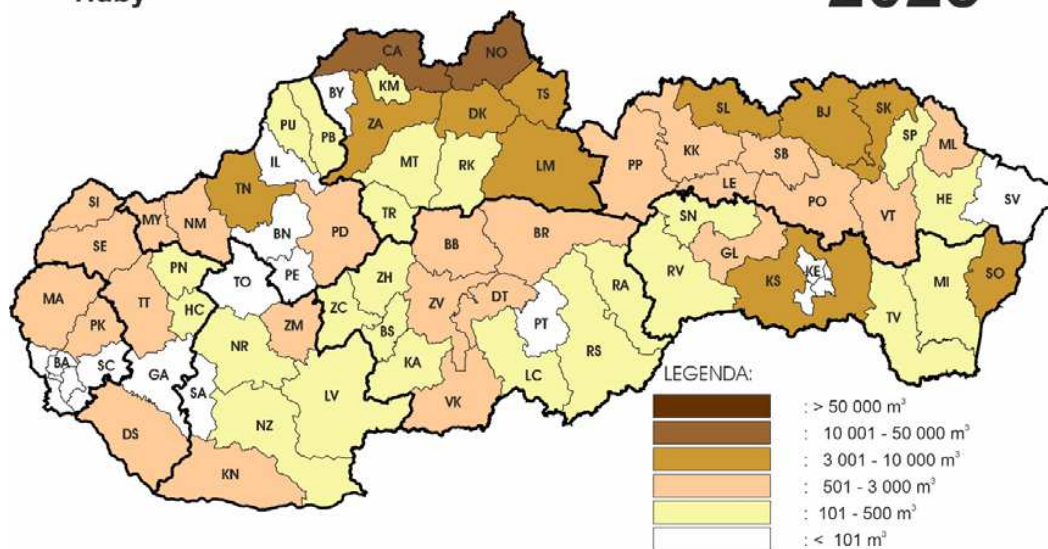 CA
NO
BY
KM
TS
PU
PB
ZA
DK
SL
BJ
SK
SP
ML
IL
MT
RK
LM
PP
KK
SB
LE
PO
VT
HE
SV
TN
TR
SI
MY
NM
BN
PD
BB
BR
SN
GL
SE
PE
RV
KS
KE
SO
PN
TO
ZH
RA
MI
MA
TT
HC
ZM
ZC
ZV
DT
PT
TV
PK
BS
NR
KA
RS
BA
SC
GA
SA
LV
LC
VK
DS
NZ
KN
LEGENDA:
: > 50 000 m³
: 10 001 - 50 000 m³
: 3 001 - 10 000 m³
: 501 - 3 000 m³
: 101 - 500 m³
: < 101 m³